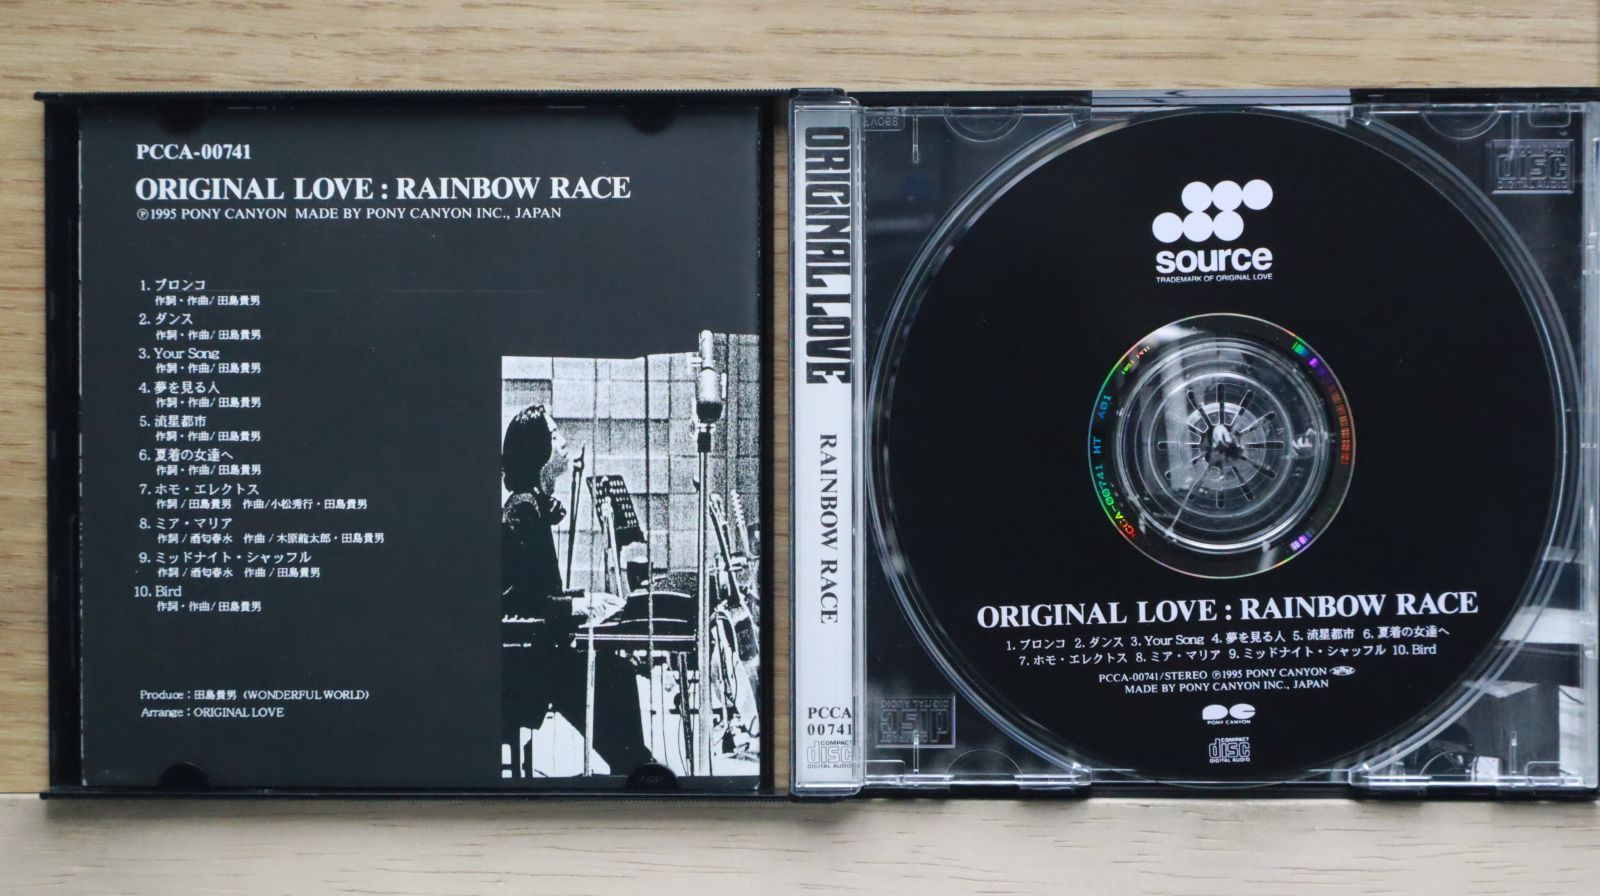 PCCA-00741
ORIGINAL LOVE : RAINBOW RACE
℗1995 PONY CANYON MADE BY PONY CANYON INC., JAPAN
1. ブロンコ
作詞・作曲/田島貴男
2. ダンス
作詞・作曲/田島貴男
3. Your Song
作詞・作曲/田島貴男
4. 夢を見る人
作詞・作曲/田島貴男
5. 流星都市
作詞・作曲/田島貴男
6. 夏着の女達へ
作詞・作曲/田島貴男
7. ホモ・エレクトス
作詞/田島貴男 作曲/小松秀行・田島貴男
8. ミア・マリア
作詞/酒匂春水 作曲/木原龍太郎・田島貴男
9. ミッドナイト・シャッフル
作詞/酒匂春水 作曲/田島貴男
10. Bird
作詞・作曲/田島貴男
Produce : 田島貴男 (WONDERFUL WORLD)
Arrange : ORIGINAL LOVE
ORIGINAL LOVE
RAINBOW RACE
PCCA
00741
COMPACT
disc
DIGITAL AUDIO
source
TRADEMARK OF ORIGINAL LOVE
PCCA-00741 MT A01
ORIGINAL LOVE : RAINBOW RACE
1. ブロンコ 2. ダンス 3. Your Song 4. 夢を見る人 5. 流星都市 6. 夏着の女達へ
7. ホモ・エレクトス 8. ミア・マリア 9. ミッドナイト・シャッフル 10. Bird
PCCA-00741/STEREO ℗1995 PONY CANYON
MADE BY PONY CANYON INC., JAPAN
PONY CANYON
COMPACT
disc
DIGITAL AUDIO
COMPACT
disc
DIGITAL AUDIO
disc
DIGITAL AUDIO